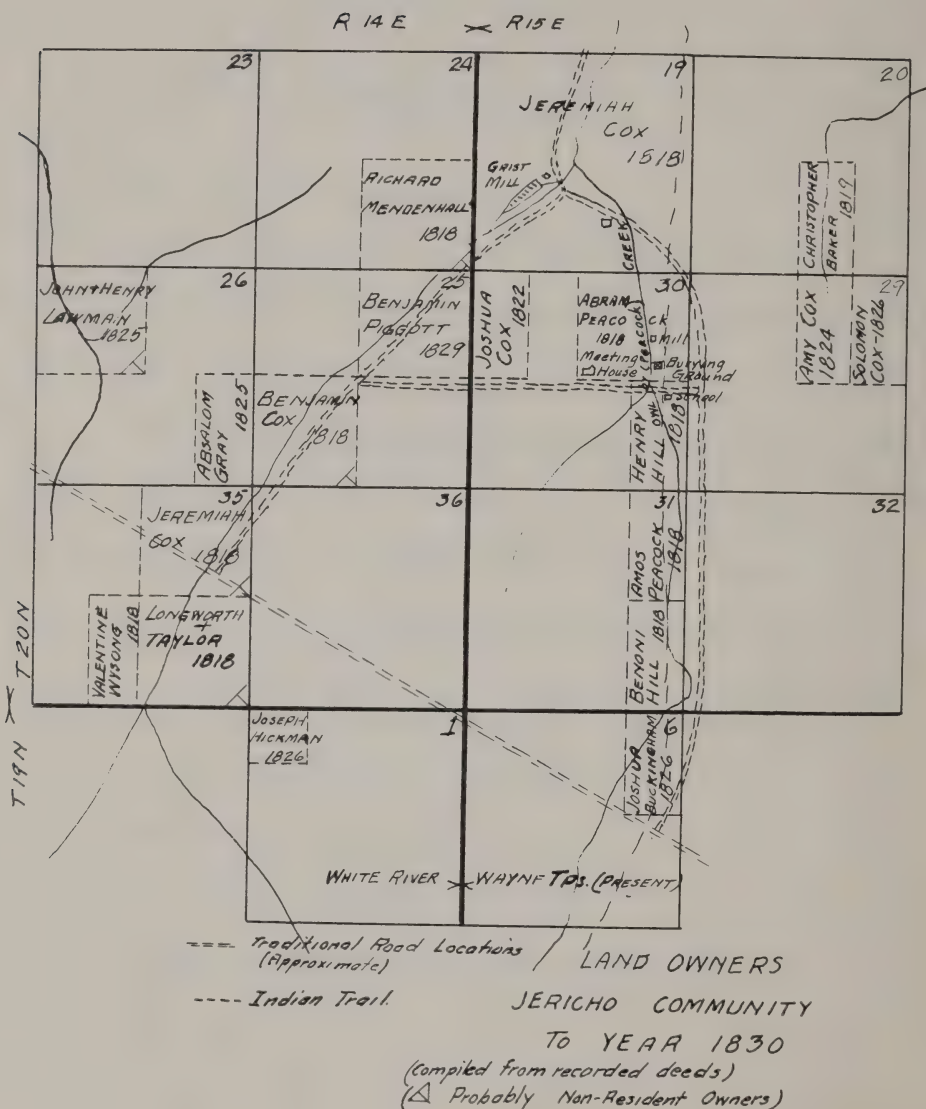 R 14 E R 15 E
23
24
19
20
JEREMIAH
COX
1818
GRIST
MILL
RICHARD
MENDENHALL
1818
CHRISTOPHER
BAKER 1819
AMY COX
1824
SOLOMON
COX-1826
26
25
30
29
JOHN + HENRY
LAWMAN
1825
BENJAMIN
PIGGOTT
1829
JOSHUA
COX 1822
CREEK
(PEACOCK)
ABRAM
PEACOCK
1818
Mill
Meeting
House
Burying
Ground
School
ABSALOM
GRAY 1825
BENJAMIN
COX
1818
HENRY
HILL
1818
OWL
35
36
31
32
JEREMIAH
COX
1818
AMOS
PEACOCK
1818
VALENTINE
WYSONG
1818
LONGWORTH
+
TAYLOR
1818
BENONI
HILL 1818
T 20 N
T 19 N
JOSEPH
HICKMAN
1826
1
6
JOSHUA
BUCKINGHAM
1826
WHITE RIVER WAYNE TPS. (PRESENT)
=== Traditional Road Locations
(Approximate)
---- Indian Trail.
LAND OWNERS
JERICHO COMMUNITY
TO YEAR 1830
(Compiled from recorded deeds)
(△ Probably Non-Resident Owners)